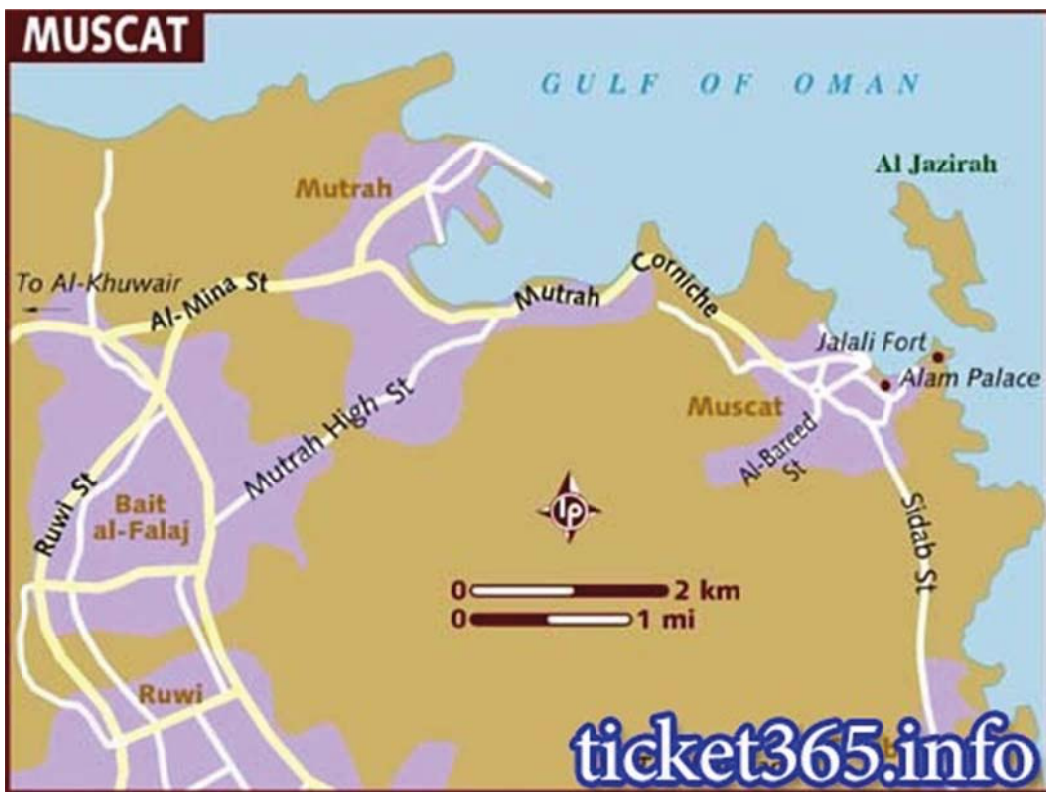 MUSCAT
GULF OF OMAN
Al Jazirah
Mutrah
To Al-Khuwair
Al-Mina St
Mutrah
Corniche
Jalali Fort
Alam Palace
Muscat
Mutrah High St
Al-Bareed
St
Ruwi St
Bait
al-Falaj
lp
Sidab St
0 2 km
0 1 mi
Ruwi
ticket365.info